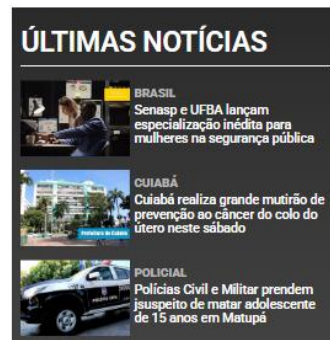 ÚLTIMAS NOTÍCIAS
BRASIL
Senasp e UFBA lançam
especialização inédita para
mulheres na segurança pública
CUIABÁ
Cuiabá realiza grande mutirão de
prevenção ao câncer do colo do
útero neste sábado
Prefeitura de Cuiabá
POLICIAL
Polícias Civil e Militar prendem
jsuspeito de matar adolescente
de 15 anos em Matupá